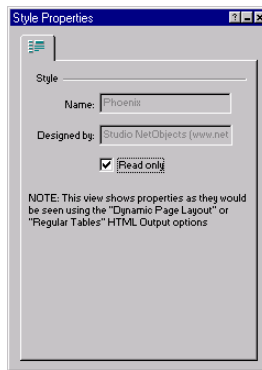 Style Properties
Style
Name: Phoenix
Designed by: Studio NetObjects (www.net
Read only
NOTE: This view shows properties as they would
be seen using the "Dynamic Page Layout" or
"Regular Tables" HTML Output options